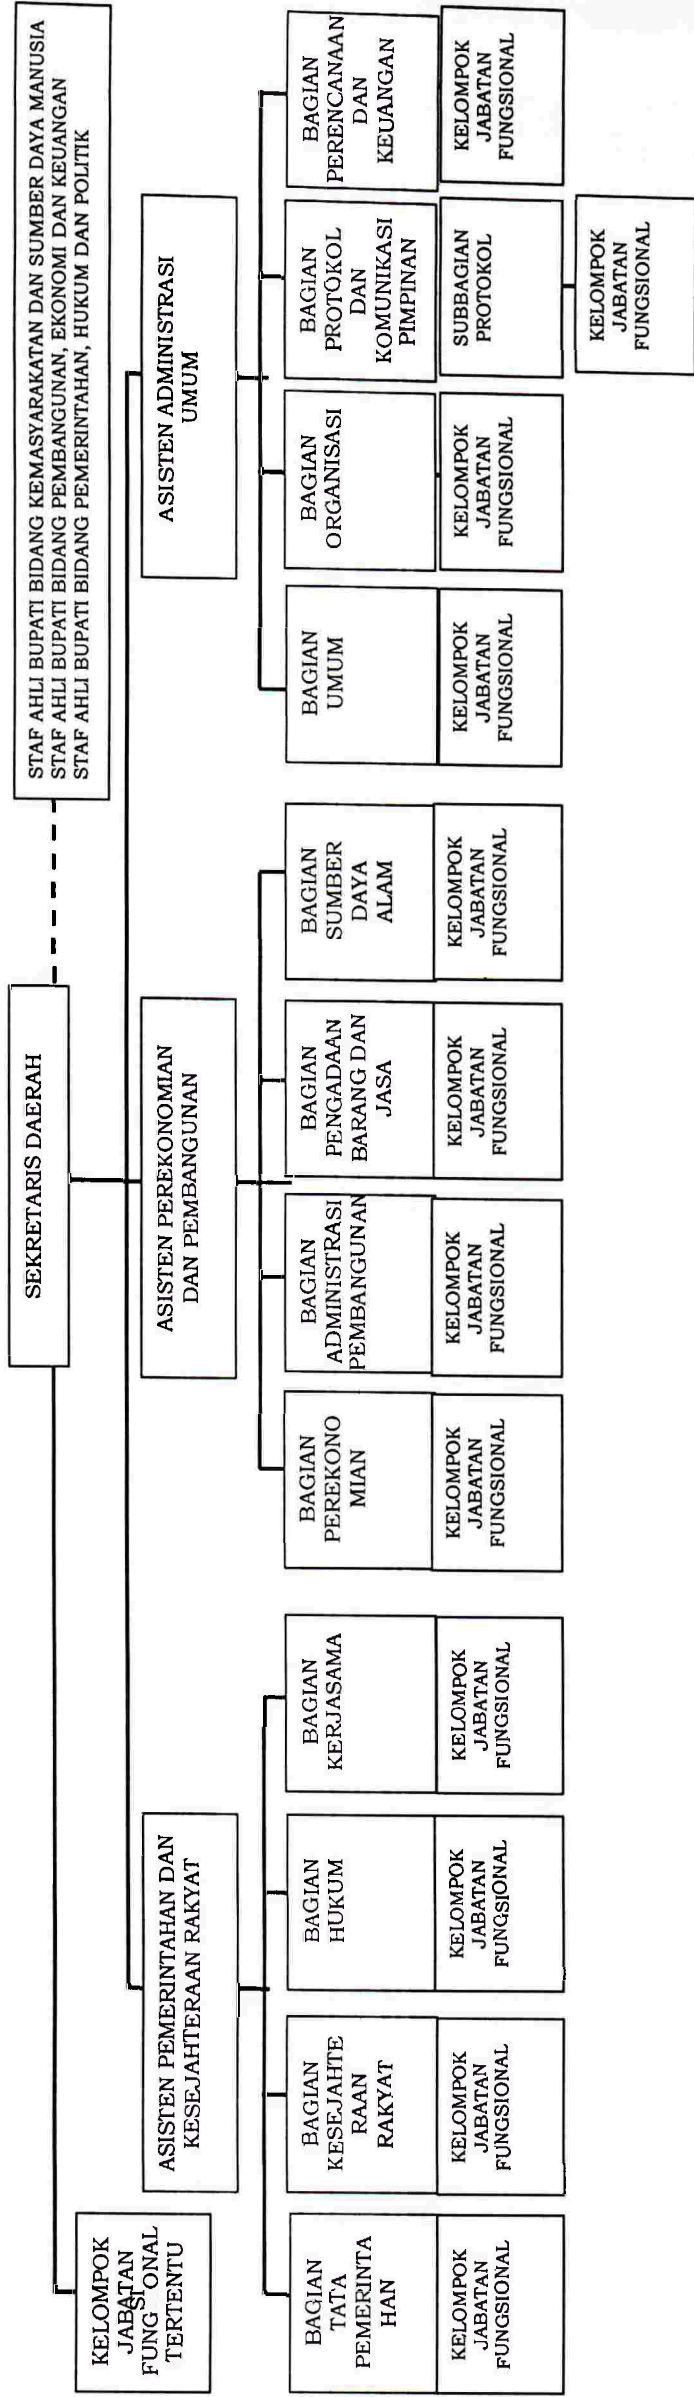 SEKRETARIS DAERAH
STAF AHLI BUPATI BIDANG KEMASYARAKATAN DAN SUMBER DAYA MANUSIA
STAF AHLI BUPATI BIDANG PEMBANGUNAN, EKONOMI DAN KEUANGAN
STAF AHLI BUPATI BIDANG PEMERINTAHAN, HUKUM DAN POLITIK
KELOMPOK
JABATAN
FUNGSIONAL
TERTENTU
ASISTEN PEMERINTAHAN DAN
KESEJAHTERAAN RAKYAT
ASISTEN PEREKONOMIAN
DAN PEMBANGUNAN
ASISTEN ADMINISTRASI
UMUM
BAGIAN
TATA
PEMERINTA
HAN
BAGIAN
KESEJAHTE
RAAN
RAKYAT
BAGIAN
HUKUM
BAGIAN
KERJASAMA
BAGIAN
PEREKONO
MIAN
BAGIAN
ADMINISTRASI
PEMBANGUNAN
BAGIAN
PENGADAAN
BARANG DAN
JASA
BAGIAN
SUMBER
DAYA
ALAM
BAGIAN
UMUM
BAGIAN
ORGANISASI
BAGIAN
PROTOKOL
DAN
KOMUNIKASI
PIMPINAN
BAGIAN
PERENCANAAN
DAN
KEUANGAN
KELOMPOK
JABATAN
FUNGSIONAL
KELOMPOK
JABATAN
FUNGSIONAL
KELOMPOK
JABATAN
FUNGSIONAL
KELOMPOK
JABATAN
FUNGSIONAL
KELOMPOK
JABATAN
FUNGSIONAL
KELOMPOK
JABATAN
FUNGSIONAL
KELOMPOK
JABATAN
FUNGSIONAL
KELOMPOK
JABATAN
FUNGSIONAL
KELOMPOK
JABATAN
FUNGSIONAL
KELOMPOK
JABATAN
FUNGSIONAL
SUBBAGIAN
PROTOKOL
KELOMPOK
JABATAN
FUNGSIONAL
KELOMPOK
JABATAN
FUNGSIONAL